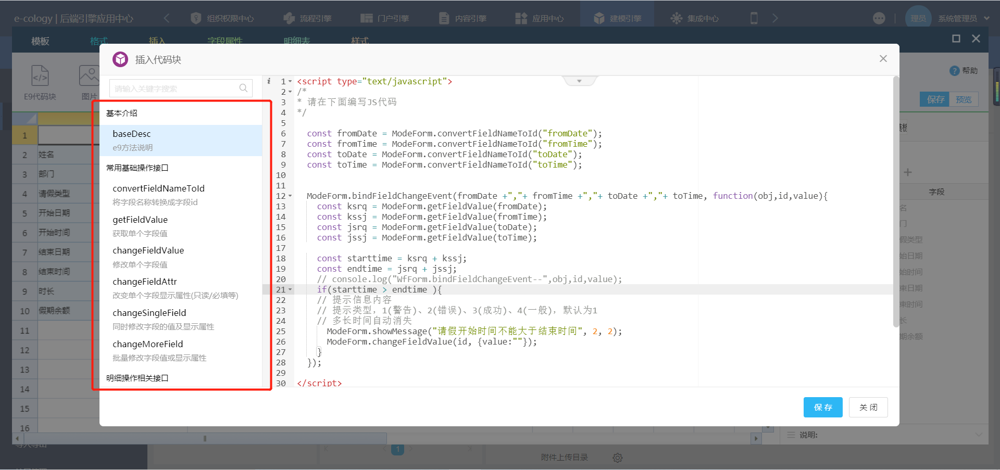 e-cology | 后端引擎应用中心
组织权限中心
流程引擎
门户引擎
内容引擎
应用中心
建模引擎
集成中心
理员
系统管理员
模板
格式
插入
字段属性
明细表
样式
E9代码块
图片
帮助
保存
预览
插入代码块
请输入关键字搜索
基本介绍
baseDesc
e9方法说明
常用基础操作接口
convertFieldNameToId
将字段名称转换成字段id
getFieldValue
获取单个字段值
changeFieldValue
修改单个字段值
changeFieldAttr
改变单个字段显示属性(只读/必填等)
changeSingleField
同时修改字段的值及显示属性
changeMoreField
批量修改字段值或显示属性
明细操作相关接口
1 <script type="text/javascript">
2 /*
3 * 请在下面编写JS代码
4 */
5
6 const fromDate = ModeForm.convertFieldNameToId("fromDate");
7 const fromTime = ModeForm.convertFieldNameToId("fromTime");
8 const toDate = ModeForm.convertFieldNameToId("toDate");
9 const toTime = ModeForm.convertFieldNameToId("toTime");
10
11
12 ModeForm.bindFieldChangeEvent(fromDate +","+ fromTime +","+ toDate +","+ toTime, function(obj,id,value){
13 const ksrq = ModeForm.getFieldValue(fromDate);
14 const kssj = ModeForm.getFieldValue(fromTime);
15 const jsrq = ModeForm.getFieldValue(toDate);
16 const jssj = ModeForm.getFieldValue(toTime);
17
18 const starttime = ksrq + kssj;
19 const endtime = jsrq + jssj;
20 // console.log("WfForm.bindFieldChangeEvent--",obj,id,value);
21 if(starttime > endtime ){
22 // 提示信息内容
23 // 提示类型，1(警告)、2(错误)、3(成功)、4(一般)，默认为1
24 // 多长时间自动消失
25 ModeForm.showMessage("请假开始时间不能大于结束时间", 2, 2);
26 ModeForm.changeFieldValue(id, {value:""});
27 }
28 });
29
30 </script>
保存
关闭
1
2 姓名
3 部门
4 请假类型
5 开始日期
6 开始时间
7 结束日期
8 结束时间
9 时长
10 假期余额
11
12
13
14
15
16
字段
名
门
假类型
始日期
始时间
束日期
束时间
长
期余额
说明:
1
附件上传目录